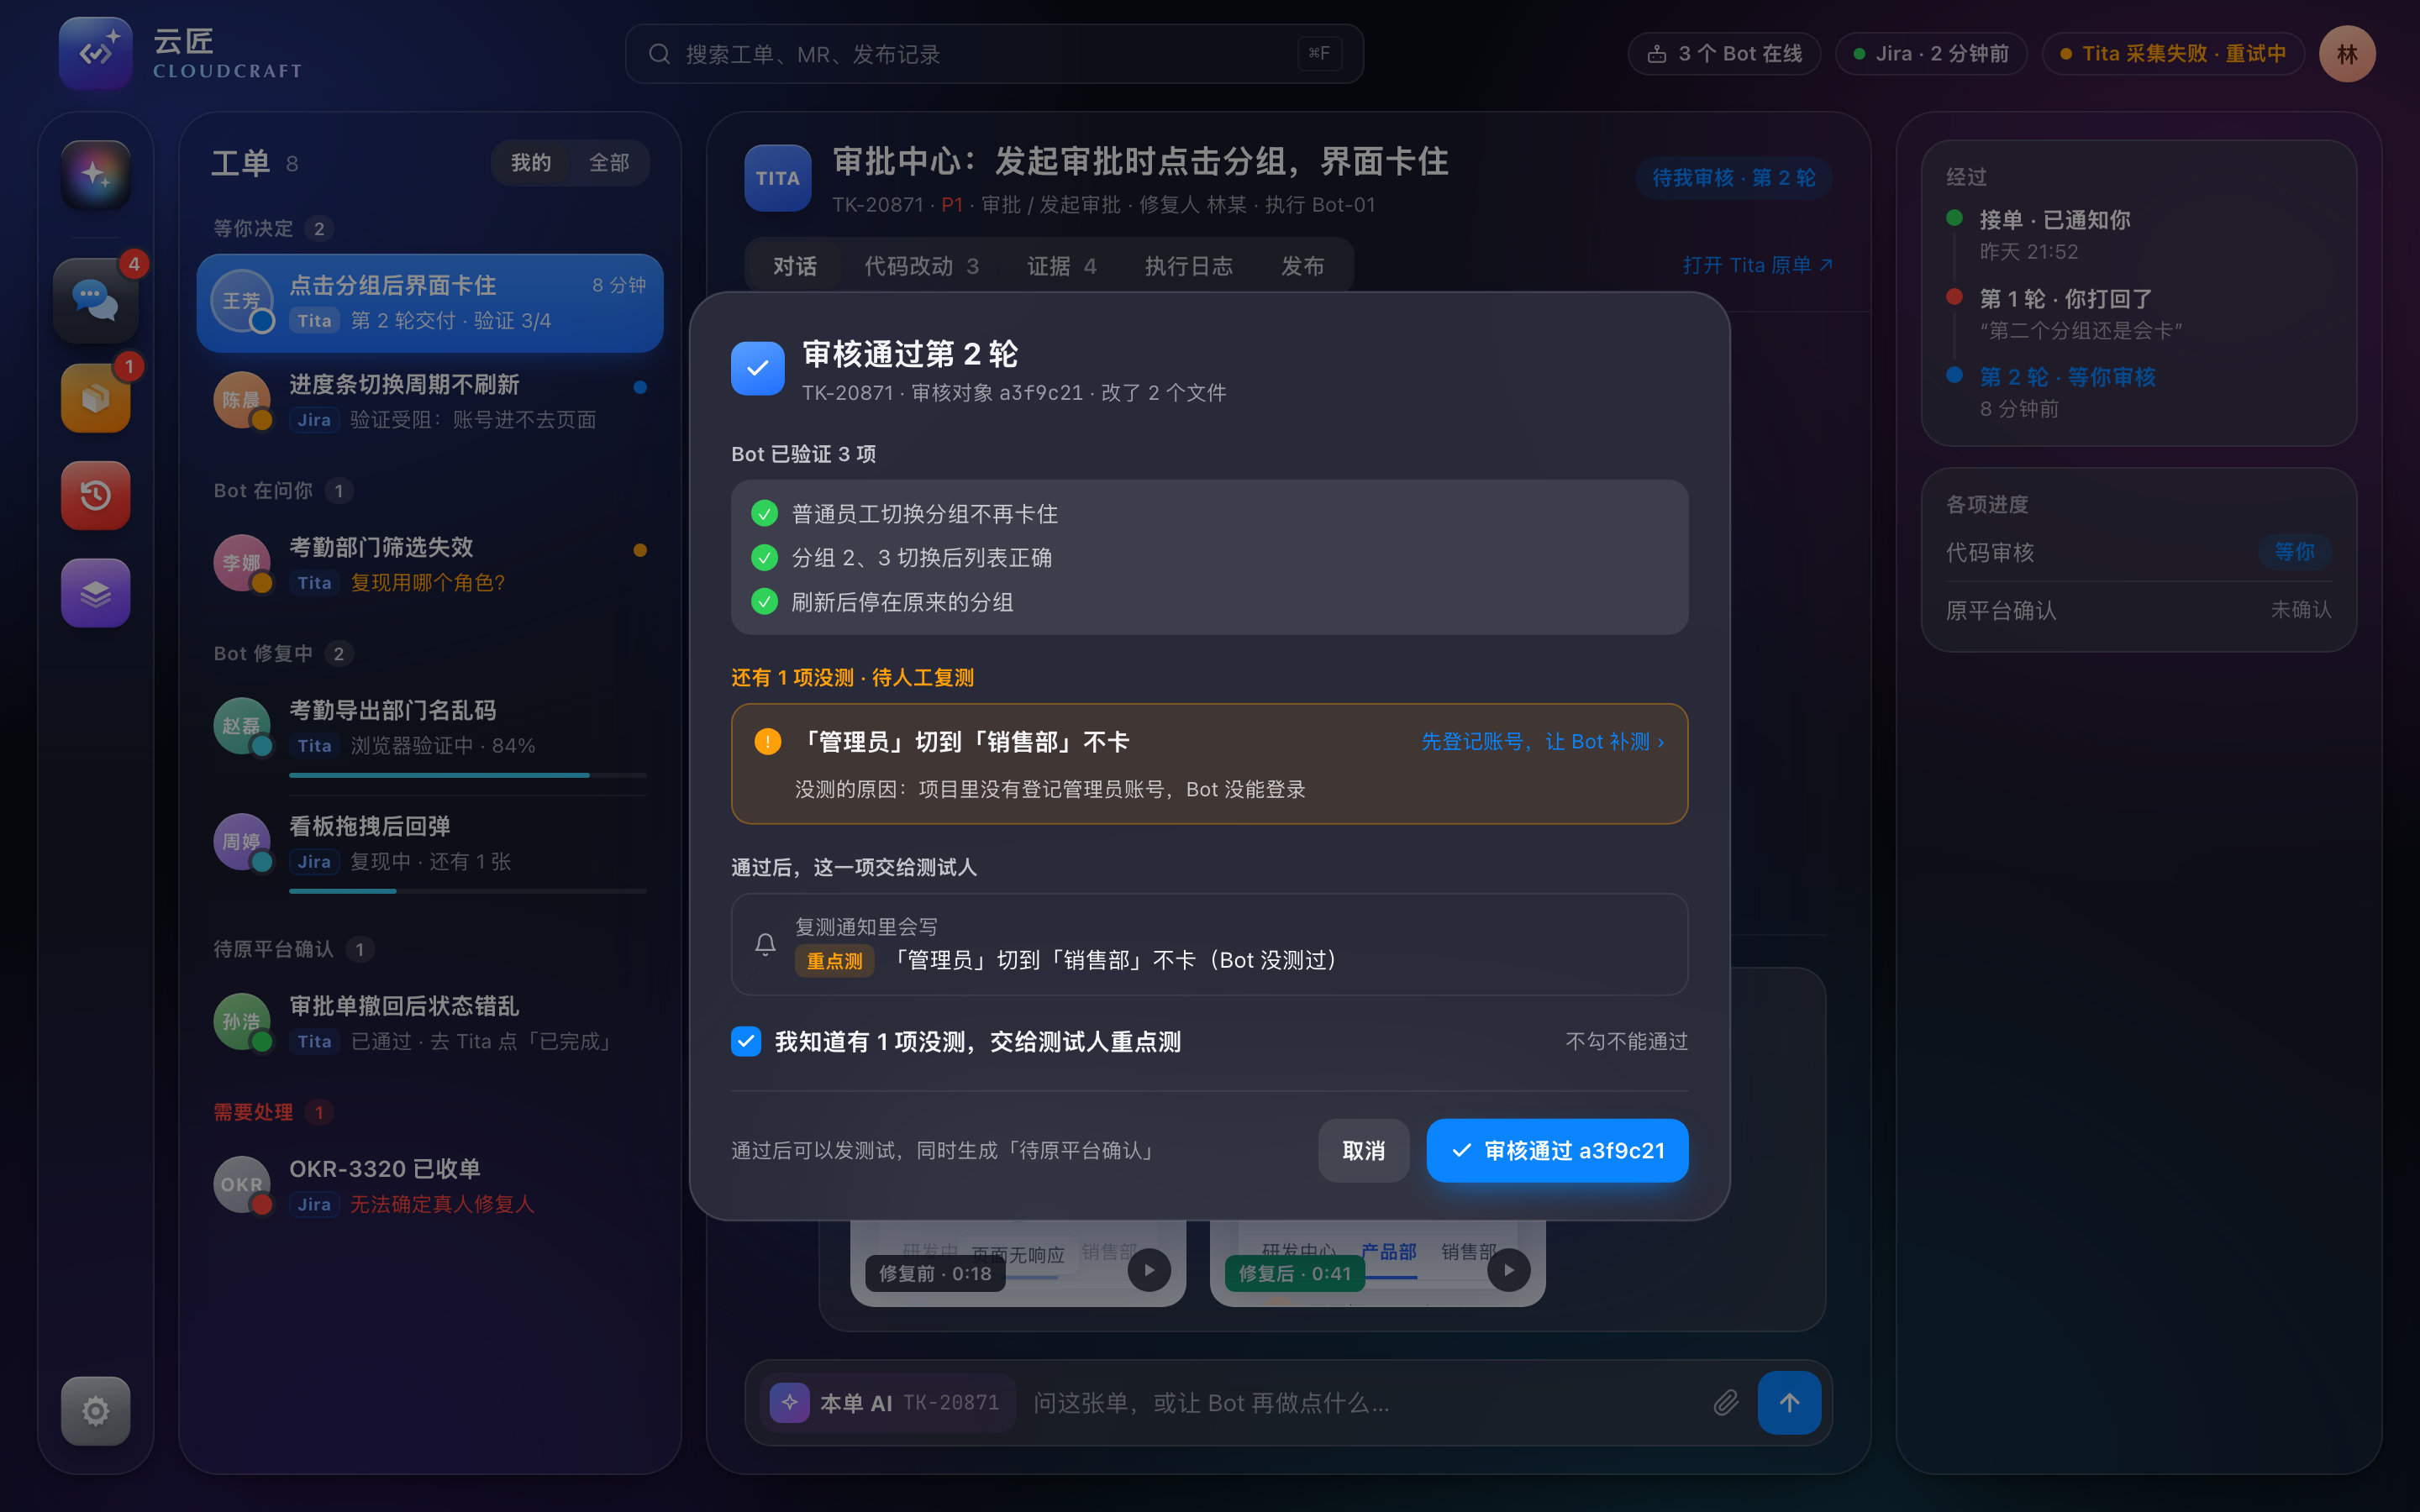 云匠
CLOUDCRAFT
搜索工单、MR、发布记录
⌘F
3 个 Bot 在线
Jira · 2 分钟前
Tita 采集失败 · 重试中
林
4
1
工单 8
我的
全部
等你决定 2
王芳
点击分组后界面卡住
8 分钟
Tita 第 2 轮交付 · 验证 3/4
陈晨
进度条切换周期不刷新
Jira 验证受阻：账号进不去页面
Bot 在问你 1
李娜
考勤部门筛选失效
Tita 复现用哪个角色？
Bot 修复中 2
赵磊
考勤导出部门名乱码
Tita 浏览器验证中 · 84%
周婷
看板拖拽后回弹
Jira 复现中 · 还有 1 张
待原平台确认 1
孙浩
审批单撤回后状态错乱
Tita 已通过 · 去 Tita 点「已完成」
需要处理 1
OKR
OKR-3320 已收单
Jira 无法确定真人修复人
TITA
审批中心：发起审批时点击分组，界面卡住
TK-20871 · P1 · 审批 / 发起审批 · 修复人 林某 · 执行 Bot-01
待我审核 · 第 2 轮
对话
代码改动 3
证据 4
执行日志
发布
打开 Tita 原单 ↗
审核通过第 2 轮
TK-20871 · 审核对象 a3f9c21 · 改了 2 个文件
Bot 已验证 3 项
普通员工切换分组不再卡住
分组 2、3 切换后列表正确
刷新后停在原来的分组
还有 1 项没测 · 待人工复测
「管理员」切到「销售部」不卡
先登记账号，让 Bot 补测 ›
没测的原因：项目里没有登记管理员账号，Bot 没能登录
通过后，这一项交给测试人
复测通知里会写
重点测 「管理员」切到「销售部」不卡（Bot 没测过）
我知道有 1 项没测，交给测试人重点测
不勾不能通过
通过后可以发测试，同时生成「待原平台确认」
取消
审核通过 a3f9c21
研发中 页面无响应 销售部
修复前 · 0:18
研发中心 产品部 销售部
修复后 · 0:41
本单 AI TK-20871
问这张单，或让 Bot 再做点什么…
经过
接单 · 已通知你
昨天 21:52
第 1 轮 · 你打回了
“第二个分组还是会卡”
第 2 轮 · 等你审核
8 分钟前
各项进度
代码审核
等你
原平台确认
未确认